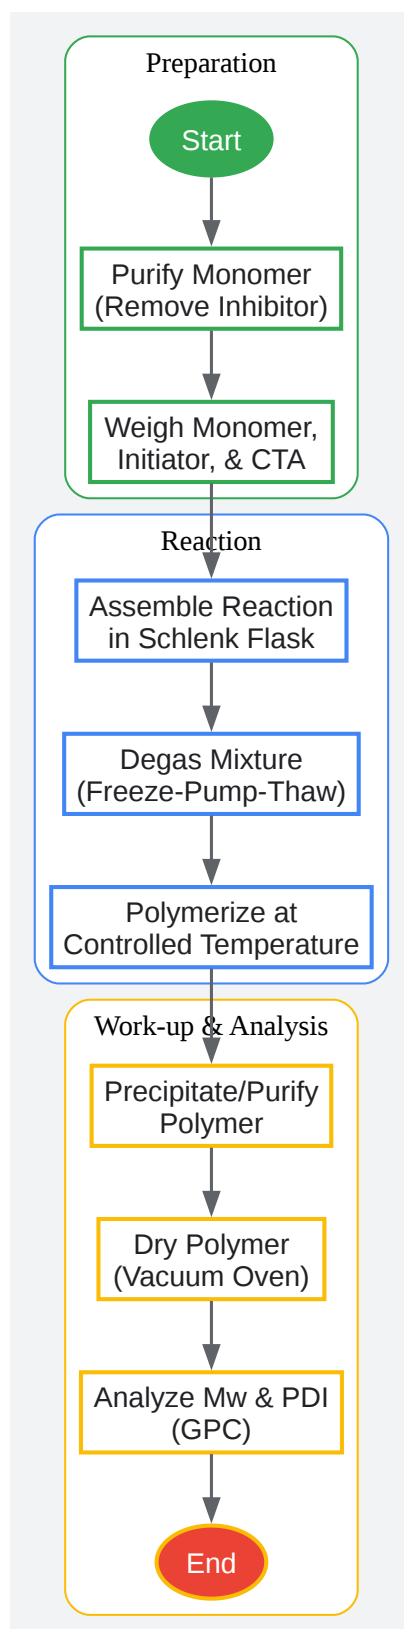 Preparation
Start
Purify Monomer
(Remove Inhibitor)
Weigh Monomer,
Initiator, & CTA
Reaction
Assemble Reaction
in Schlenk Flask
Degas Mixture
(Freeze-Pump-Thaw)
Polymerize at
Controlled Temperature
Work-up & Analysis
Precipitate/Purify
Polymer
Dry Polymer
(Vacuum Oven)
Analyze Mw & PDI
(GPC)
End